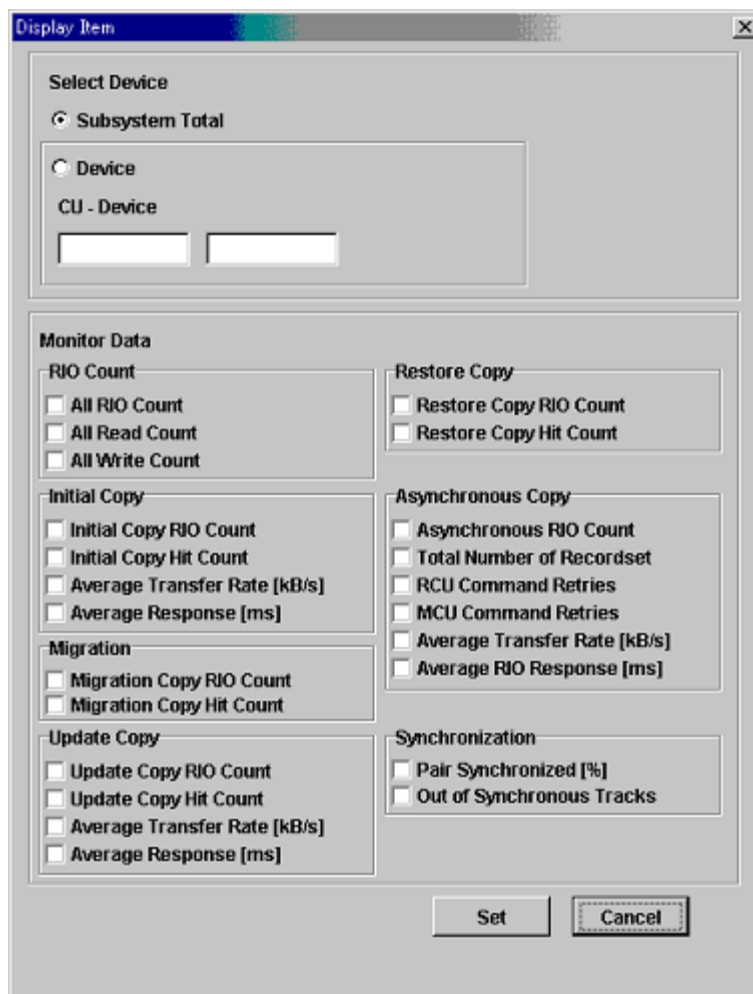 Display Item
Select Device
Subsystem Total
Device
CU - Device
Monitor Data
RIO Count
All RIO Count
All Read Count
All Write Count
Initial Copy
Initial Copy RIO Count
Initial Copy Hit Count
Average Transfer Rate [kB/s]
Average Response [ms]
Migration
Migration Copy RIO Count
Migration Copy Hit Count
Update Copy
Update Copy RIO Count
Update Copy Hit Count
Average Transfer Rate [kB/s]
Average Response [ms]
Restore Copy
Restore Copy RIO Count
Restore Copy Hit Count
Asynchronous Copy
Asynchronous RIO Count
Total Number of Recordset
RCU Command Retries
MCU Command Retries
Average Transfer Rate [kB/s]
Average RIO Response [ms]
Synchronization
Pair Synchronized [%]
Out of Synchronous Tracks
Set
Cancel